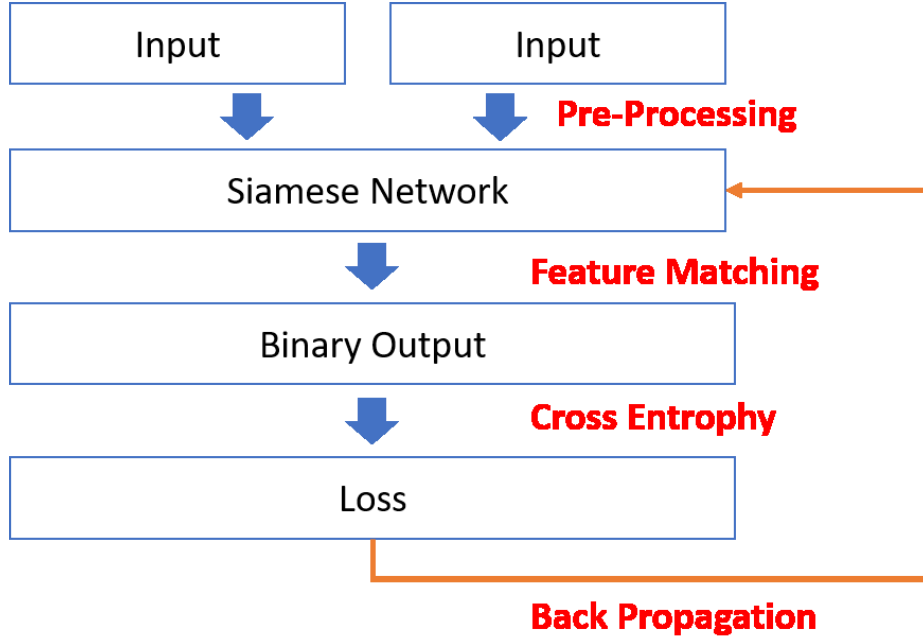 Input
Input
Pre-Processing
Siamese Network
Feature Matching
Binary Output
Cross Entrophy
Loss
Back Propagation